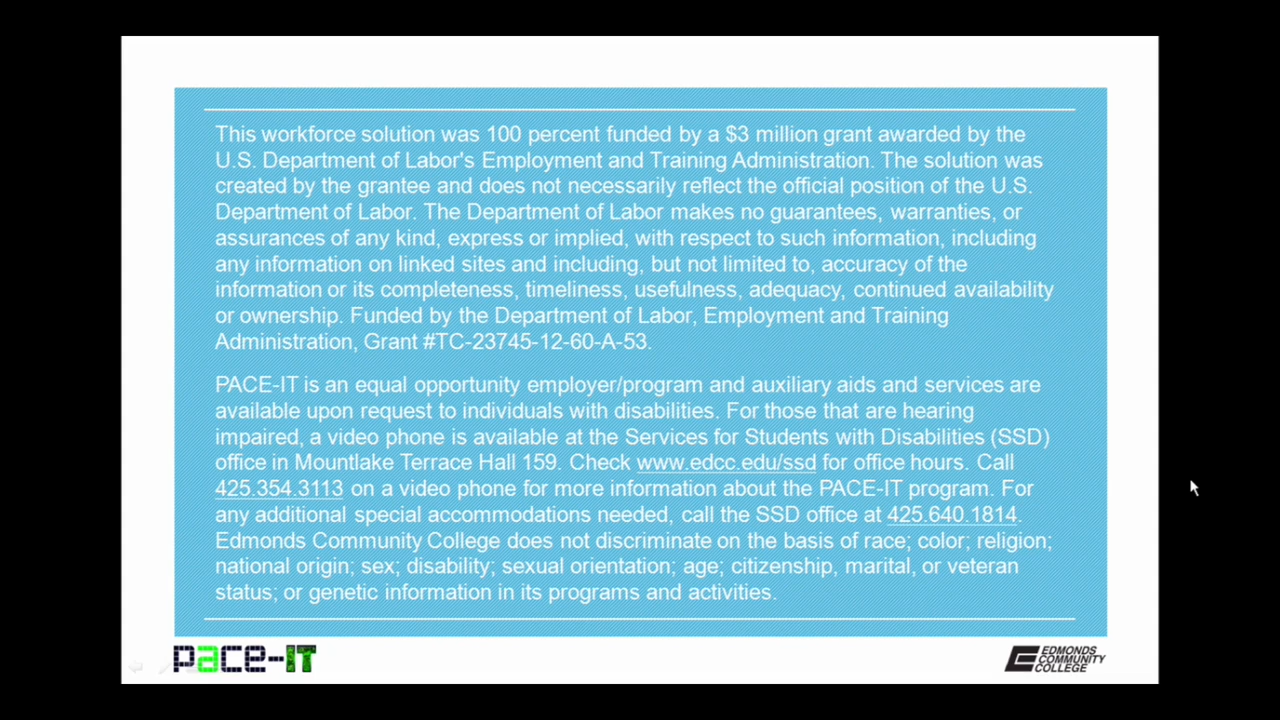 This workforce solution was 100 percent funded by a $3 million grant awarded by the
U.S. Department of Labor's Employment and Training Administration. The solution was
created by the grantee and does not necessarily reflect the official position of the U.S.
Department of Labor. The Department of Labor makes no guarantees, warranties, or
assurances of any kind, express or implied, with respect to such information, including
any information on linked sites and including, but not limited to, accuracy of the
information or its completeness, timeliness, usefulness, adequacy, continued availability
or ownership. Funded by the Department of Labor, Employment and Training
Administration, Grant #TC-23745-12-60-A-53.
PACE-IT is an equal opportunity employer/program and auxiliary aids and services are
available upon request to individuals with disabilities. For those that are hearing
impaired, a video phone is available at the Services for Students with Disabilities (SSD)
office in Mountlake Terrace Hall 159. Check www.edcc.edu/ssd for office hours. Call
425.354.3113 on a video phone for more information about the PACE-IT program. For
any additional special accommodations needed, call the SSD office at 425.640.1814.
Edmonds Community College does not discriminate on the basis of race; color; religion;
national origin; sex; disability; sexual orientation; age; citizenship, marital, or veteran
status; or genetic information in its programs and activities.
pace-IT
EDMONDS
COMMUNITY
COLLEGE